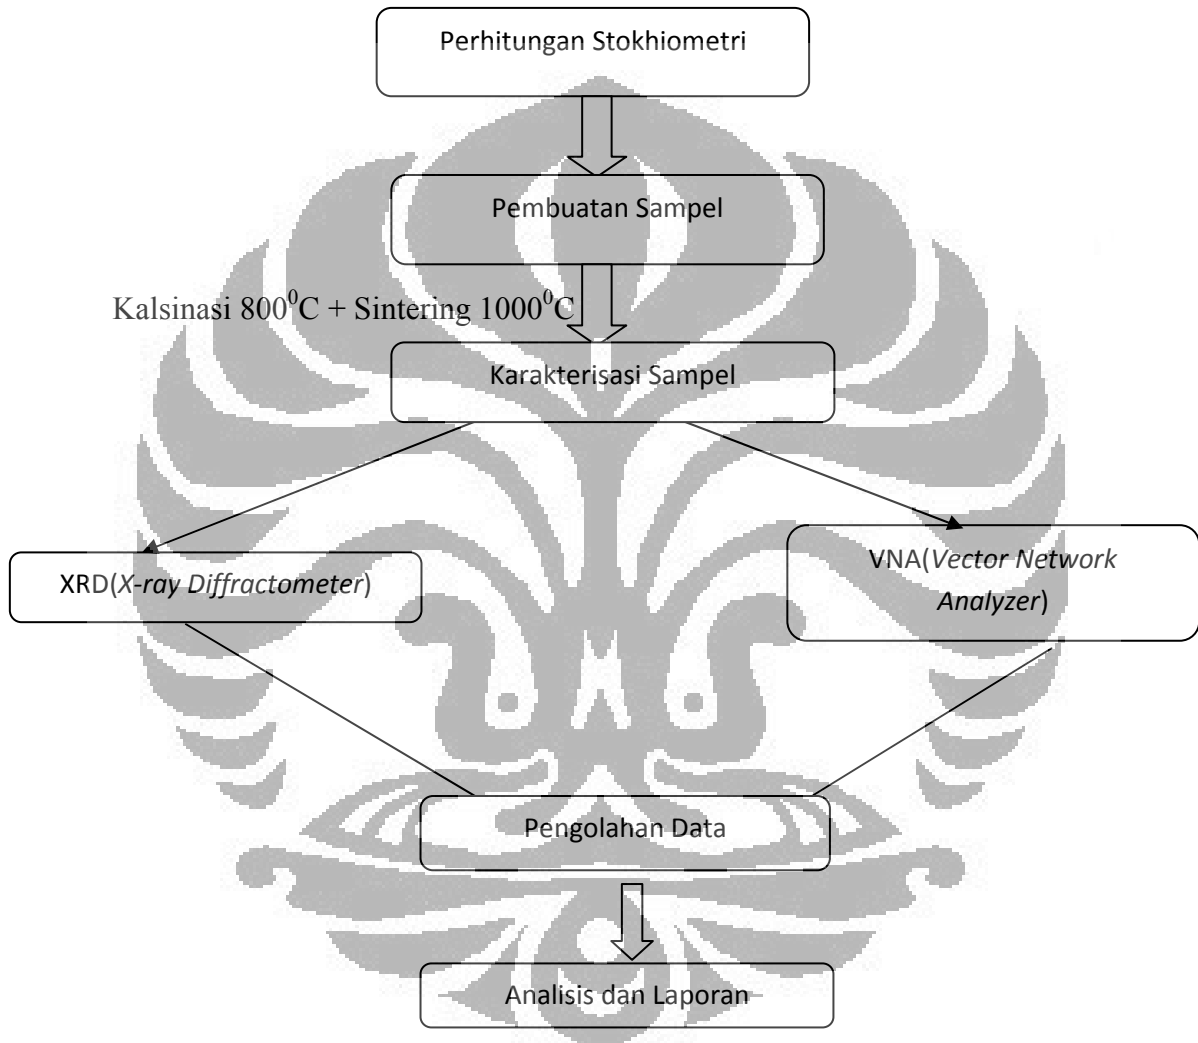 Perhitungan Stokhiometri
Pembuatan Sampel
Kalsinasi 800⁰C + Sintering 1000⁰C
Karakterisasi Sampel
XRD(X-ray Diffractometer)
VNA(Vector Network
Analyzer)
Pengolahan Data
Analisis dan Laporan